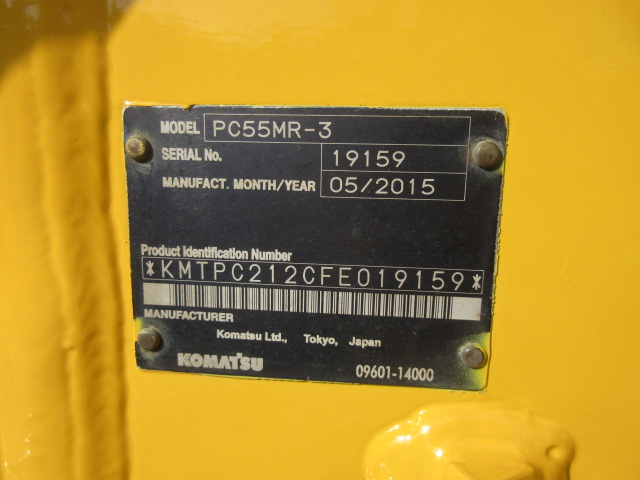 MODEL PC55MR-3
SERIAL No. 19159
MANUFACT. MONTH/YEAR 05/2015
Product Identification Number
*KMTPC212CFE019159*
MANUFACTURER
Komatsu Ltd., Tokyo, Japan
KOMATSU 09601-14000